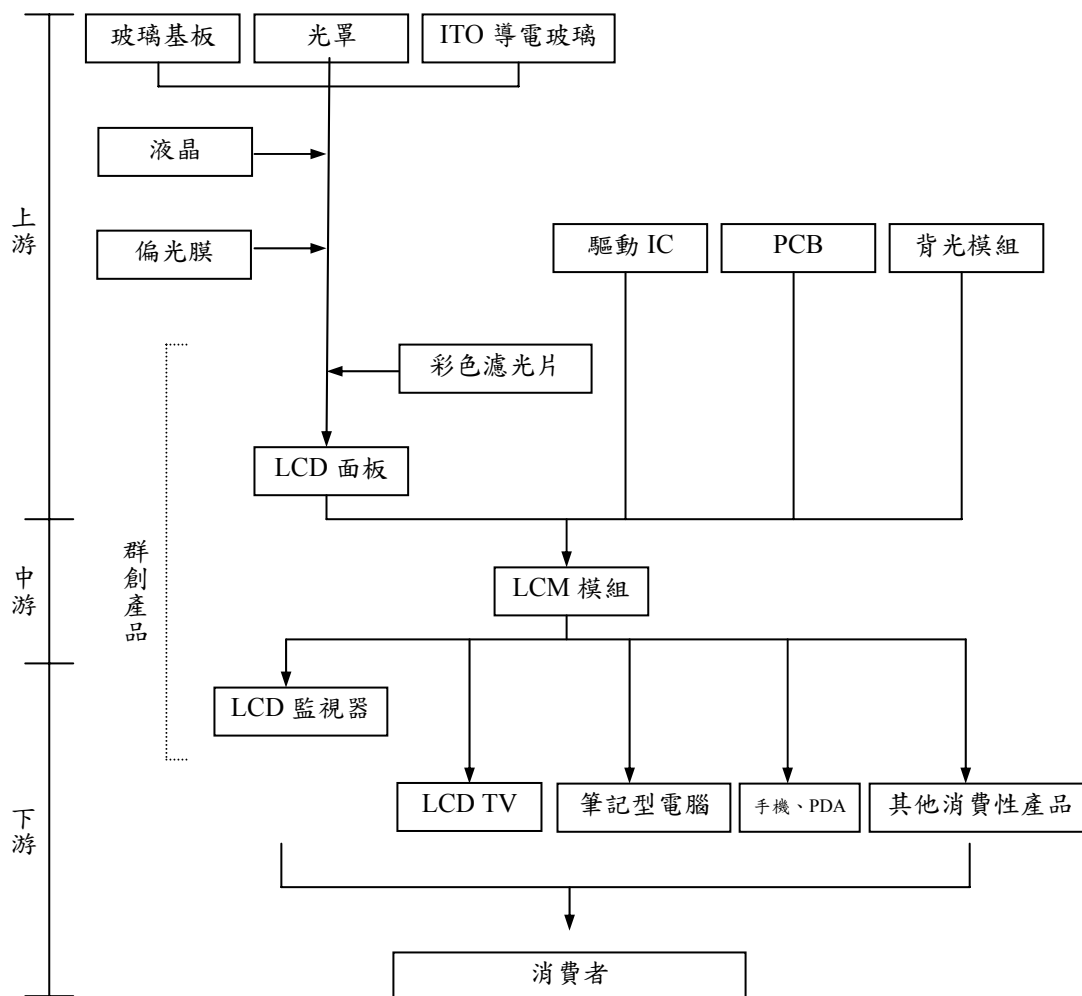 玻璃基板
光罩
ITO 導電玻璃
液晶
上游
偏光膜
驅動 IC
PCB
背光模組
彩色濾光片
LCD 面板
群創產品
中游
LCM 模組
LCD 監視器
LCD TV
筆記型電腦
手機、PDA
其他消費性產品
下游
消費者